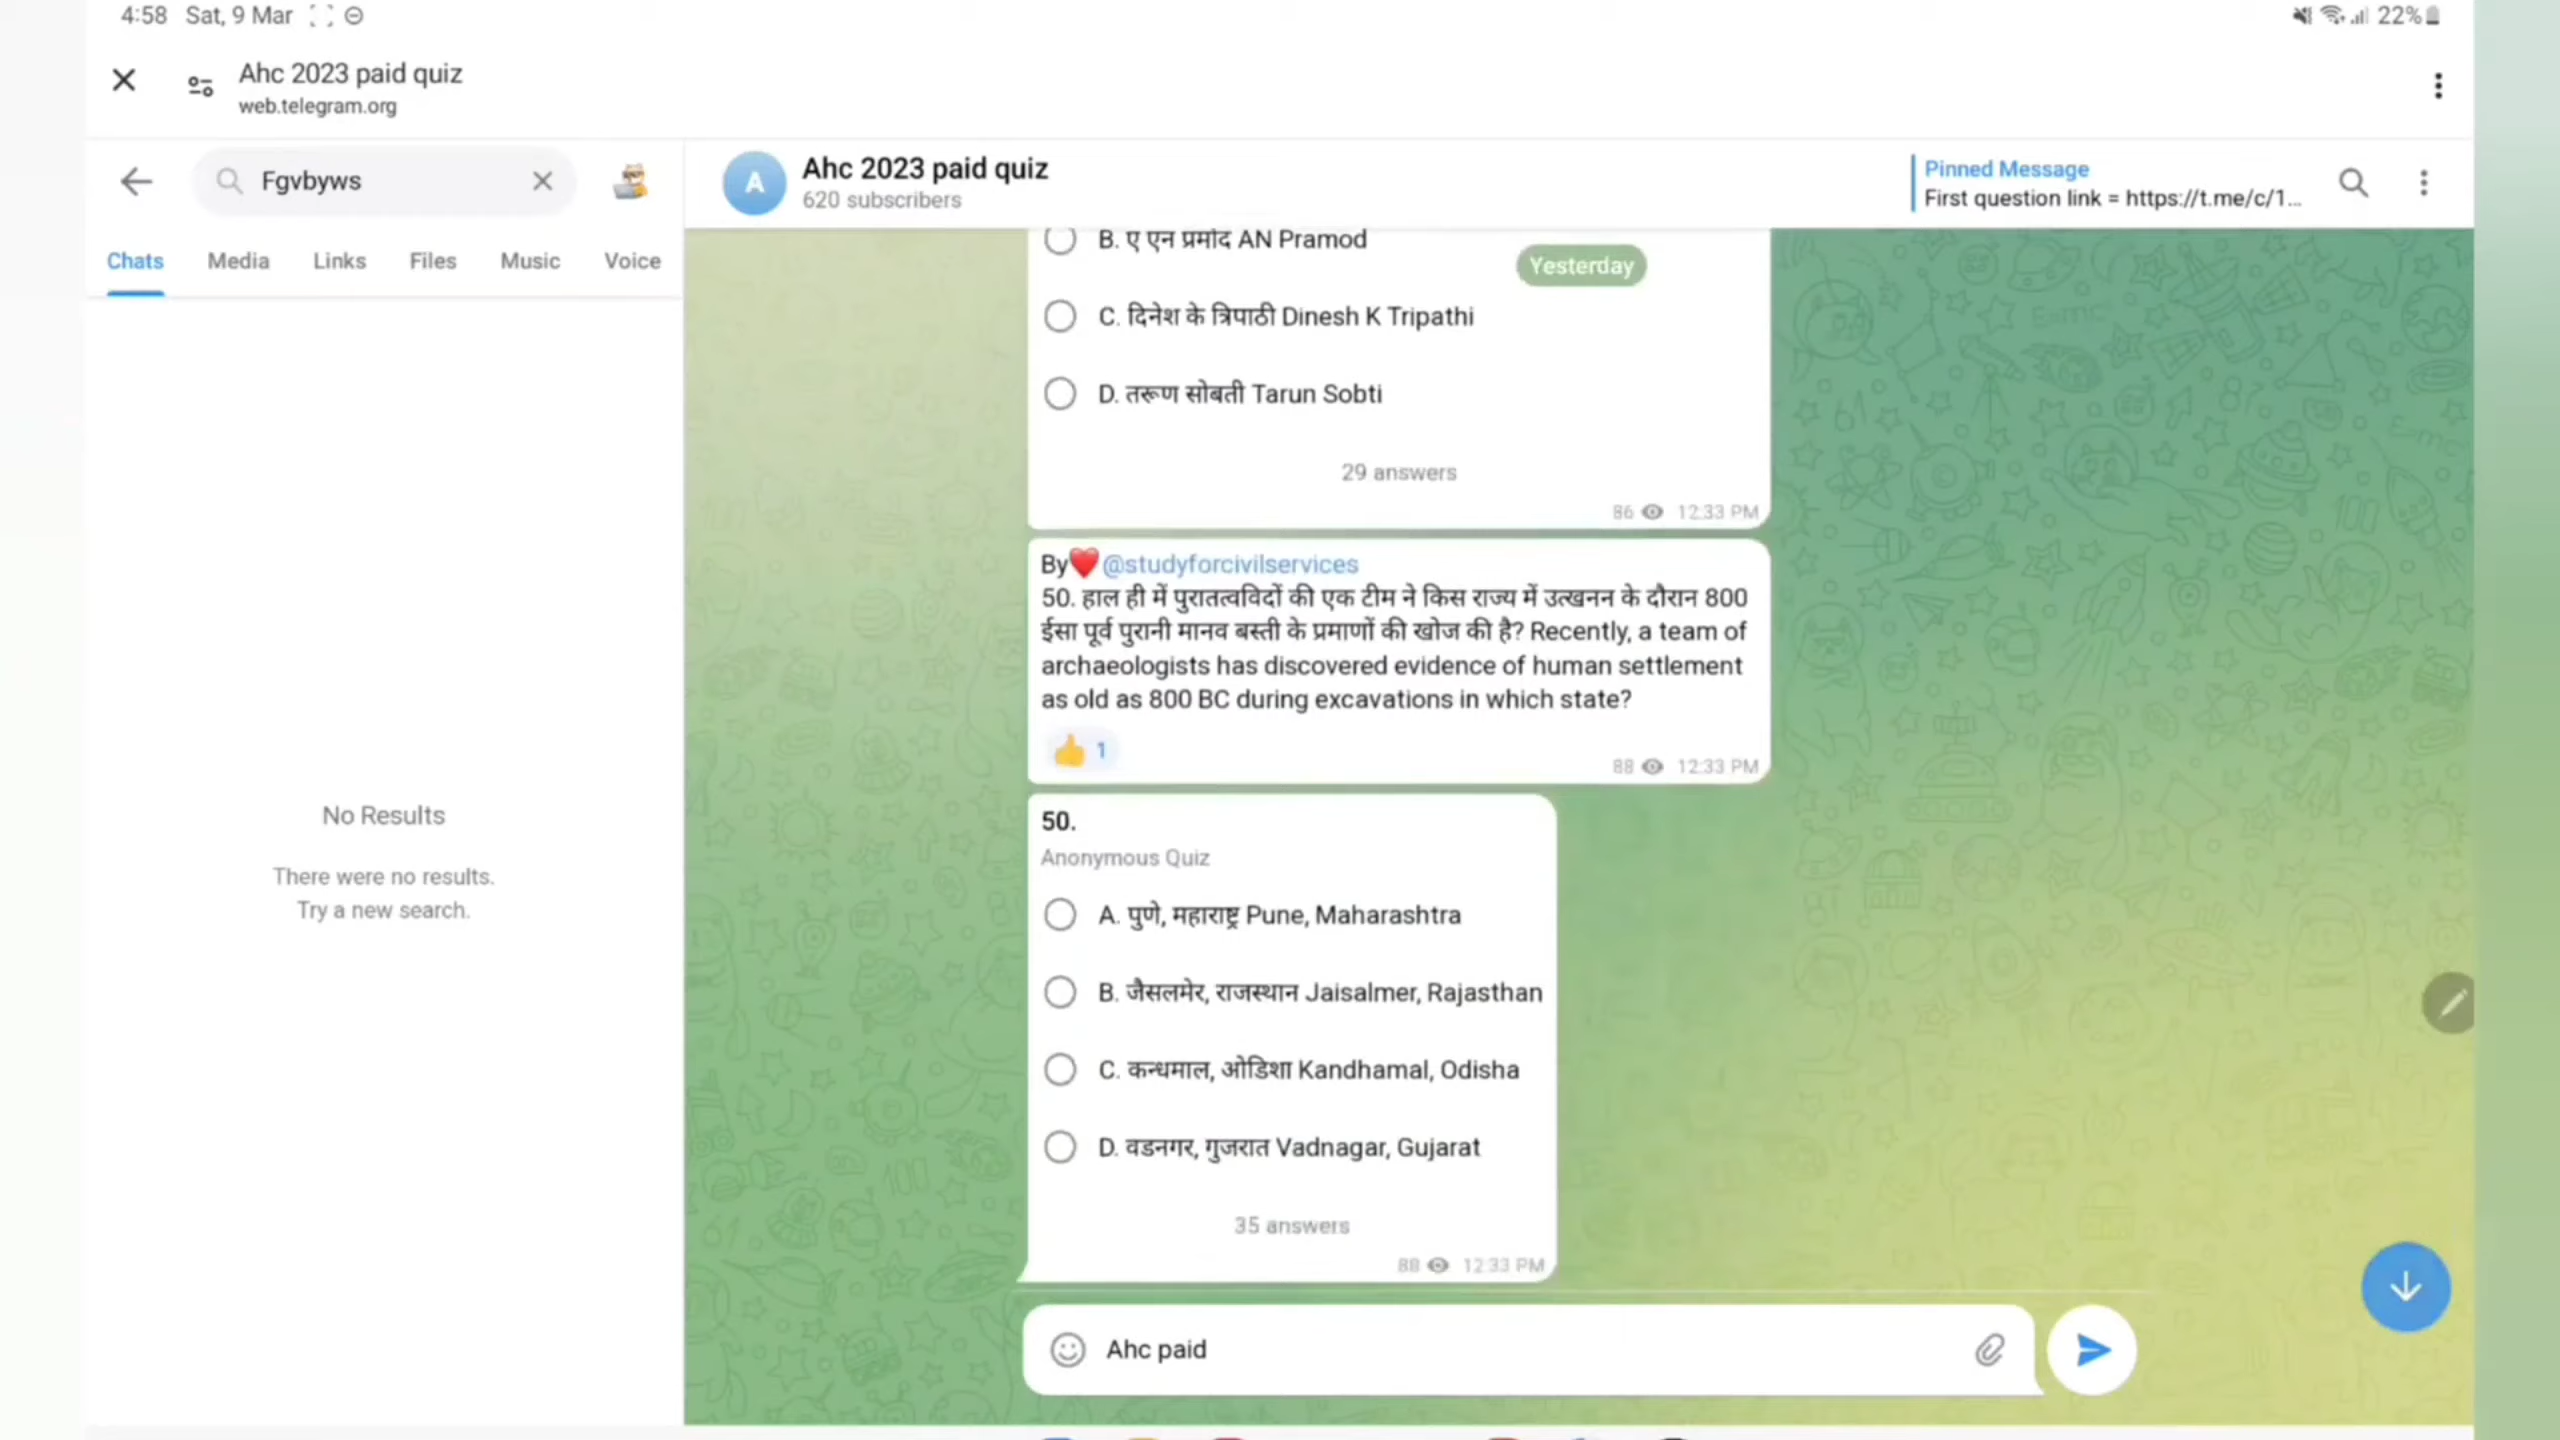 4:58 Sat, 9 Mar
22%
Ahc 2023 paid quiz
web.telegram.org
Fgvbyws
Chats Media Links Files Music Voice
No Results
There were no results.
Try a new search.
A
Ahc 2023 paid quiz
620 subscribers
Pinned Message
First question link = https://t.me/c/1...
B. ए एन प्रमोद AN Pramod
Yesterday
C. दिनेश के त्रिपाठी Dinesh K Tripathi
D. तरूण सोबती Tarun Sobti
29 answers
86 12:33 PM
By❤️@studyforcivilservices
50. हाल ही में पुरातत्वविदों की एक टीम ने किस राज्य में उत्खनन के दौरान 800
ईसा पूर्व पुरानी मानव बस्ती के प्रमाणों की खोज की है? Recently, a team of
archaeologists has discovered evidence of human settlement
as old as 800 BC during excavations in which state?
👍 1
88 12:33 PM
50.
Anonymous Quiz
A. पुणे, महाराष्ट्र Pune, Maharashtra
B. जैसलमेर, राजस्थान Jaisalmer, Rajasthan
C. कन्धमाल, ओडिशा Kandhamal, Odisha
D. वडनगर, गुजरात Vadnagar, Gujarat
35 answers
88 12:33 PM
Ahc paid